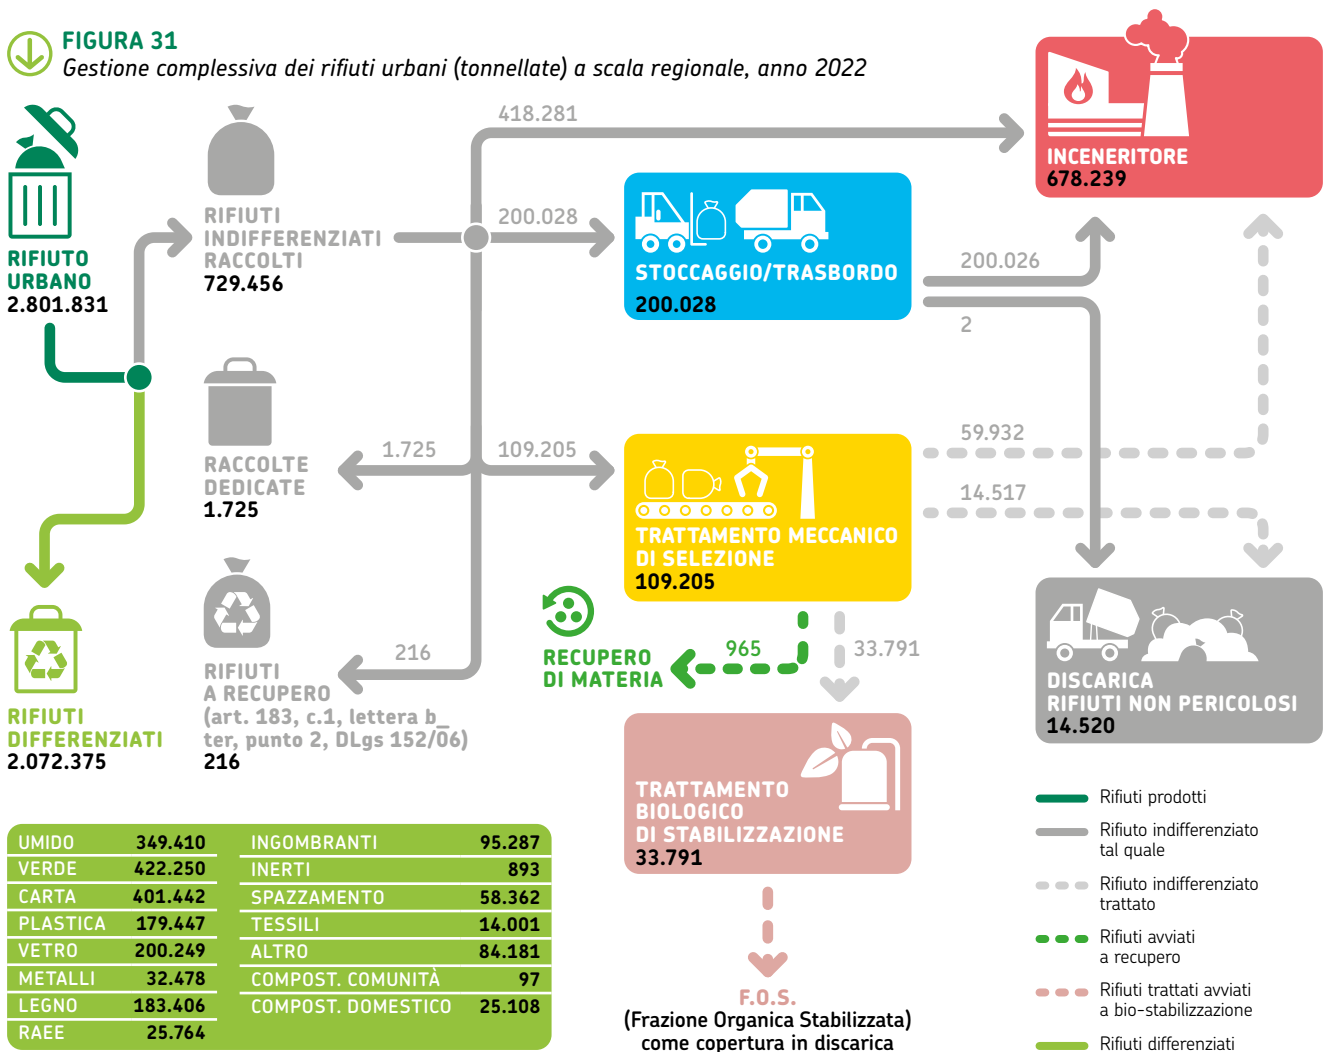 FIGURA 31
Gestione complessiva dei rifiuti urbani (tonnellate) a scala regionale, anno 2022
RIFIUTO
URBANO
2.801.831
RIFIUTI
INDIFFERENZIATI
RACCOLTI
729.456
418.281
200.028
INCENERITORE
678.239
STOCCAGGIO/TRASBORDO
200.028
200.026
2
RACCOLTE
DEDICATE
1.725
1.725
109.205
TRATTAMENTO MECCANICO
DI SELEZIONE
109.205
59.932
14.517
RIFIUTI
DIFFERENZIATI
2.072.375
RIFIUTI
A RECUPERO
(art. 183, c.1, lettera b_
ter, punto 2, DLgs 152/06)
216
216
RECUPERO
DI MATERIA
965
33.791
DISCARICA
RIFIUTI NON PERICOLOSI
14.520
TRATTAMENTO
BIOLOGICO
DI STABILIZZAZIONE
33.791
F.O.S.
(Frazione Organica Stabilizzata)
come copertura in discarica
UMIDO 349.410
VERDE 422.250
CARTA 401.442
PLASTICA 179.447
VETRO 200.249
METALLI 32.478
LEGNO 183.406
RAEE 25.764
INGOMBRANTI 95.287
INERTI 893
SPAZZAMENTO 58.362
TESSILI 14.001
ALTRO 84.181
COMPOST. COMUNITÀ 97
COMPOST. DOMESTICO 25.108
Rifiuti prodotti
Rifiuto indifferenziato
tal quale
Rifiuto indifferenziato
trattato
Rifiuti avviati
a recupero
Rifiuti trattati avviati
a bio-stabilizzazione
Rifiuti differenziati